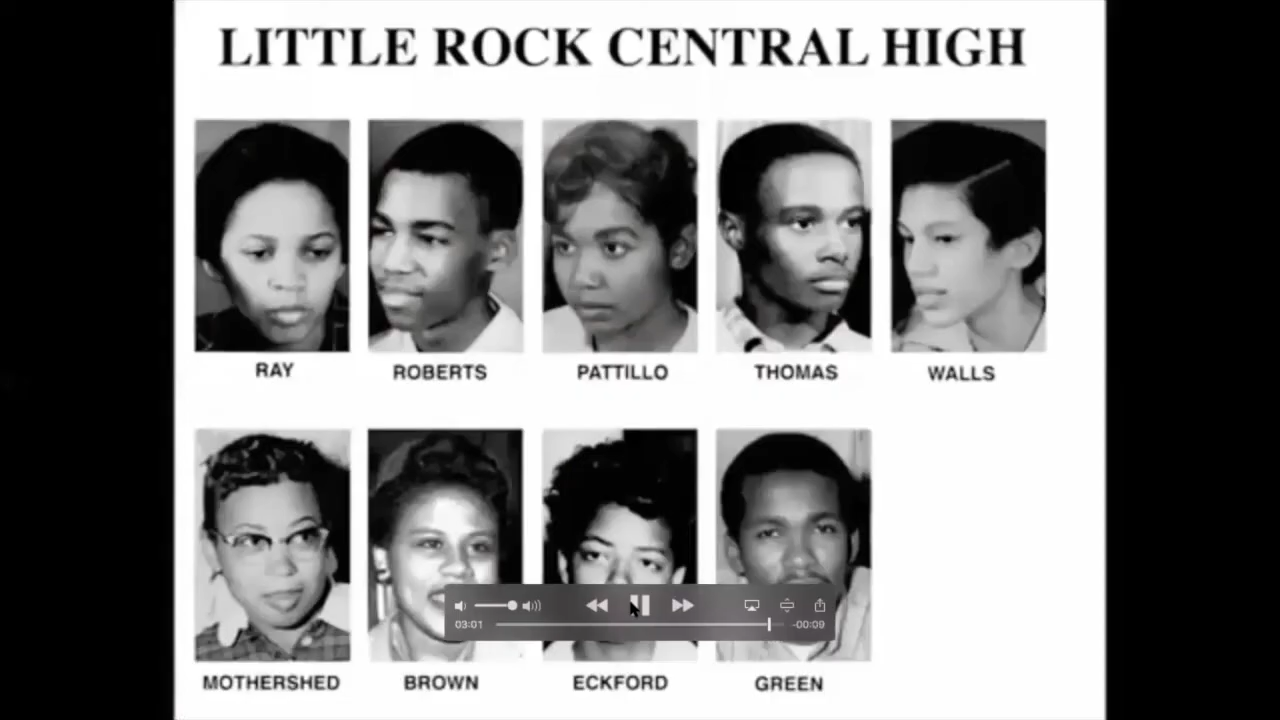 LITTLE ROCK CENTRAL HIGH
RAY ROBERTS PATTILLO THOMAS WALLS
MOTHERSHED BROWN ECKFORD GREEN
03:01 -00:09